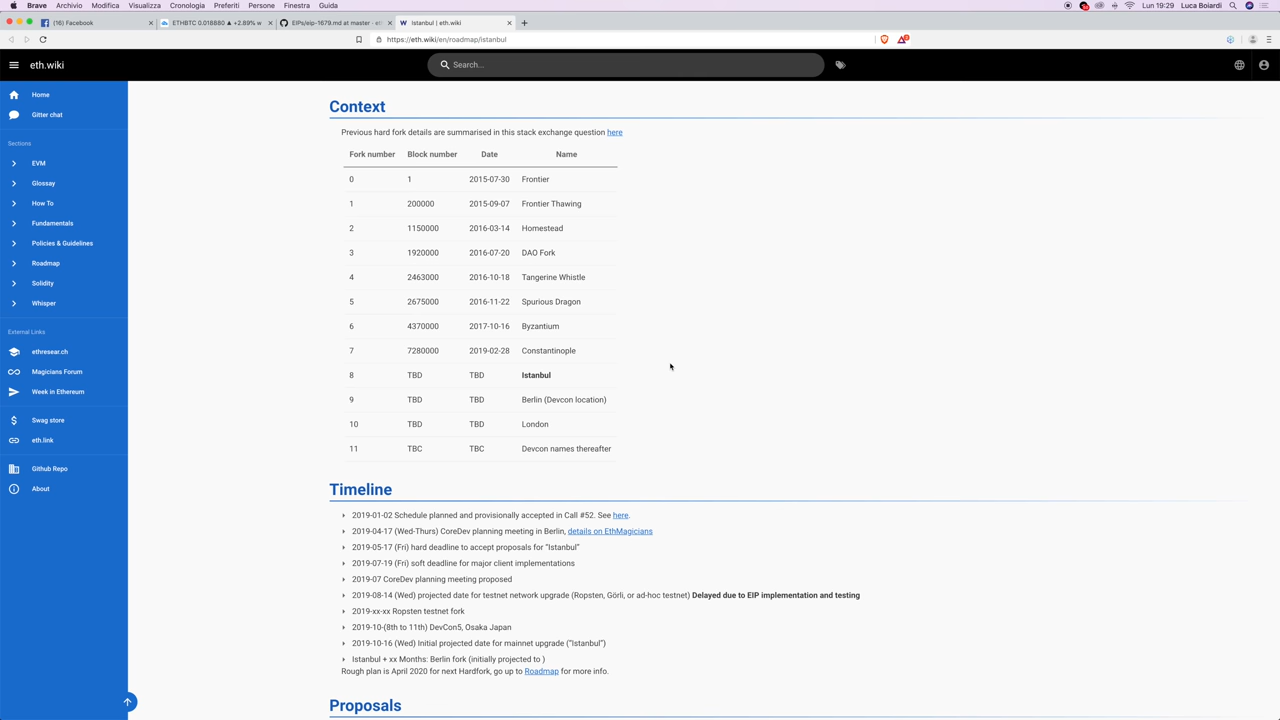 Brave Archivio Modifica Visualizza Cronologia Preferiti Persone Finestra Guida Lun 19:29 Luca Boiardi
(16) Facebook
ETHBTC 0.018880 ▲ +2.89% w
EIPs/eip-1679.md at master · et
Istanbul | eth.wiki
https://eth.wiki/en/roadmap/istanbul
eth.wiki
Search...
Home
Gitter chat
Sections
EVM
Glossay
How To
Fundamentals
Policies & Guidelines
Roadmap
Solidity
Whisper
External Links
ethresear.ch
Magicians Forum
Week in Ethereum
Swag store
eth.link
Github Repo
About
Context
Previous hard fork details are summarised in this stack exchange question here
Fork number Block number Date Name
0 1 2015-07-30 Frontier
1 200000 2015-09-07 Frontier Thawing
2 1150000 2016-03-14 Homestead
3 1920000 2016-07-20 DAO Fork
4 2463000 2016-10-18 Tangerine Whistle
5 2675000 2016-11-22 Spurious Dragon
6 4370000 2017-10-16 Byzantium
7 7280000 2019-02-28 Constantinople
8 TBD TBD Istanbul
9 TBD TBD Berlin (Devcon location)
10 TBD TBD London
11 TBC TBC Devcon names thereafter
Timeline
2019-01-02 Schedule planned and provisionally accepted in Call #52. See here.
2019-04-17 (Wed-Thurs) CoreDev planning meeting in Berlin, details on EthMagicians
2019-05-17 (Fri) hard deadline to accept proposals for "Istanbul"
2019-07-19 (Fri) soft deadline for major client implementations
2019-07 CoreDev planning meeting proposed
2019-08-14 (Wed) projected date for testnet network upgrade (Ropsten, Görli, or ad-hoc testnet) Delayed due to EIP implementation and testing
2019-xx-xx Ropsten testnet fork
2019-10-(8th to 11th) DevCon5, Osaka Japan
2019-10-16 (Wed) Initial projected date for mainnet upgrade ("Istanbul")
Istanbul + xx Months: Berlin fork (initially projected to )
Rough plan is April 2020 for next Hardfork, go up to Roadmap for more info.
Proposals